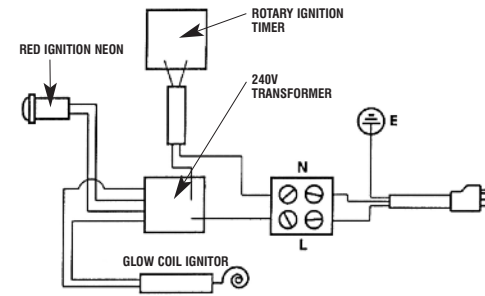 ROTARY IGNITION
TIMER
RED IGNITION NEON
240V
TRANSFORMER
E
N
L
GLOW COIL IGNITOR